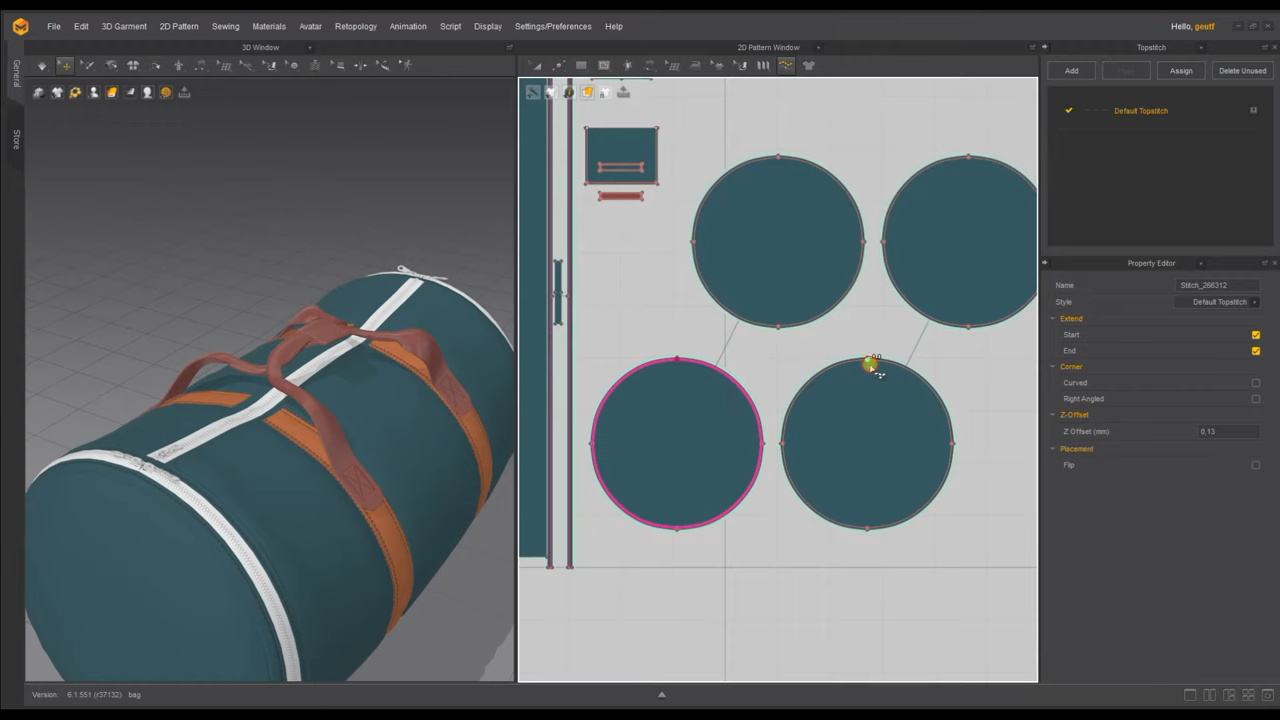 File Edit 3D Garment 2D Pattern Sewing Materials Avatar Retopology Animation Script Display Settings/Preferences Help
Hello, geutf
3D Window
2D Pattern Window
Topstitch
General
Store
Add
Assign
Delete Unused
Default Topstitch
Property Editor
Name Stitch_266312
Style Default Topstitch
Extend
Start
End
Corner
Curved
Right Angled
Z-Offset
Z Offset (mm) 0,13
Placement
Flip
Version: 6.1.551 (r37132) bag